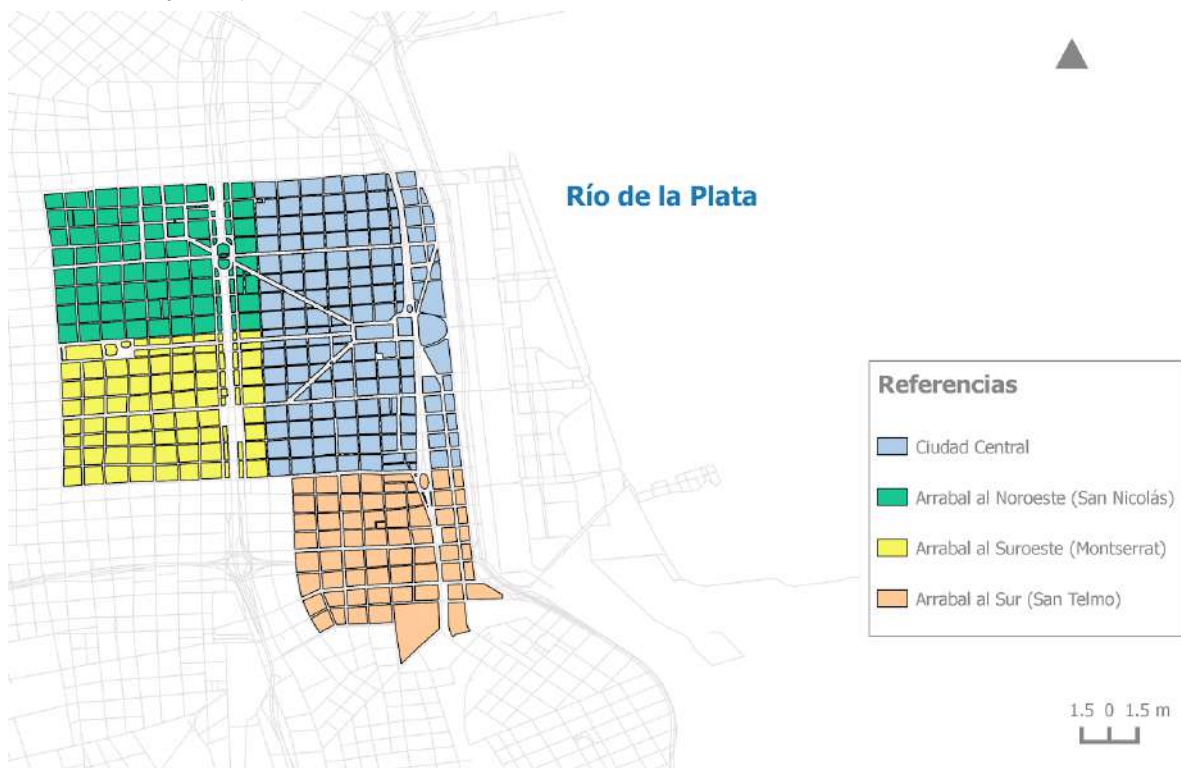 Río de la Plata
Referencias
Ciudad Central
Arrabal al Noroeste (San Nicolás)
Arrabal al Suroeste (Montserrat)
Arrabal al Sur (San Telmo)
1.5 0 1.5 m